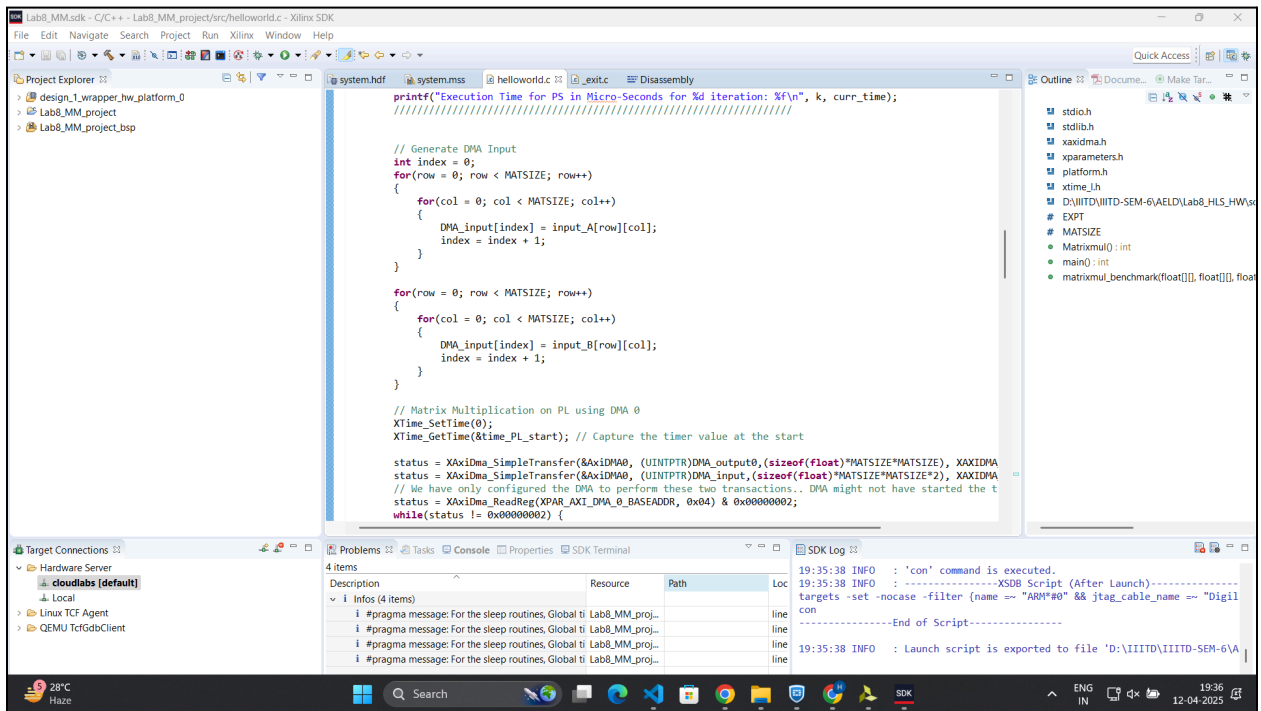 Lab8_MM.sdk - C/C++ - Lab8_MM_project/src/helloworld.c - Xilinx SDK
File Edit Navigate Search Project Run Xilinx Window Help
Quick Access
Project Explorer
design_1_wrapper_hw_platform_0
Lab8_MM_project
Lab8_MM_project_bsp
system.hdf system.mss helloworld.c _exit.c Disassembly
printf("Execution Time for PS in Micro-Seconds for %d iteration: %f\n", k, curr_time);
///////////////////////////////////////////////////////////////////
// Generate DMA Input
int index = 0;
for(row = 0; row < MATSIZE; row++)
{
for(col = 0; col < MATSIZE; col++)
{
DMA_input[index] = input_A[row][col];
index = index + 1;
}
}
for(row = 0; row < MATSIZE; row++)
{
for(col = 0; col < MATSIZE; col++)
{
DMA_input[index] = input_B[row][col];
index = index + 1;
}
}
// Matrix Multiplication on PL using DMA 0
XTime_SetTime(0);
XTime_GetTime(&time_PL_start); // Capture the timer value at the start
status = XAxiDma_SimpleTransfer(&AxiDMA0, (UINTPTR)DMA_output0,(sizeof(float)*MATSIZE*MATSIZE), XAXIDMA
status = XAxiDma_SimpleTransfer(&AxiDMA0, (UINTPTR)DMA_input,(sizeof(float)*MATSIZE*MATSIZE*2), XAXIDMA
// We have only configured the DMA to perform these two transactions.. DMA might not have started the t
status = XAxiDma_ReadReg(XPAR_AXI_DMA_0_BASEADDR, 0x04) & 0x00000002;
while(status != 0x00000002) {
Outline Docume... Make Tar...
stdio.h
stdlib.h
xaxidma.h
xparameters.h
platform.h
xtime_l.h
D:\IIITD\IIITD-SEM-6\AELD\Lab8_HLS_HW\sc
EXPT
MATSIZE
Matrixmul() : int
main() : int
matrixmul_benchmark(float[][], float[][], float
Target Connections
Hardware Server
cloudlabs [default]
Local
Linux TCF Agent
QEMU TcfGdbClient
Problems Tasks Console Properties SDK Terminal
4 items
Description Resource Path Loc
Infos (4 items)
#pragma message: For the sleep routines, Global ti Lab8_MM_proj... line
#pragma message: For the sleep routines, Global ti Lab8_MM_proj... line
#pragma message: For the sleep routines, Global ti Lab8_MM_proj... line
#pragma message: For the sleep routines, Global ti Lab8_MM_proj... line
SDK Log
19:35:38 INFO : 'con' command is executed.
19:35:38 INFO : ----------------XSDB Script (After Launch)---------------
targets -set -nocase -filter {name =~ "ARM*#0" && jtag_cable_name =~ "Digil
con
----------------End of Script----------------
19:35:38 INFO : Launch script is exported to file 'D:\IIITD\IIITD-SEM-6\A
5
28°C
Haze
Search
SDK
ENG
IN
19:36
12-04-2025